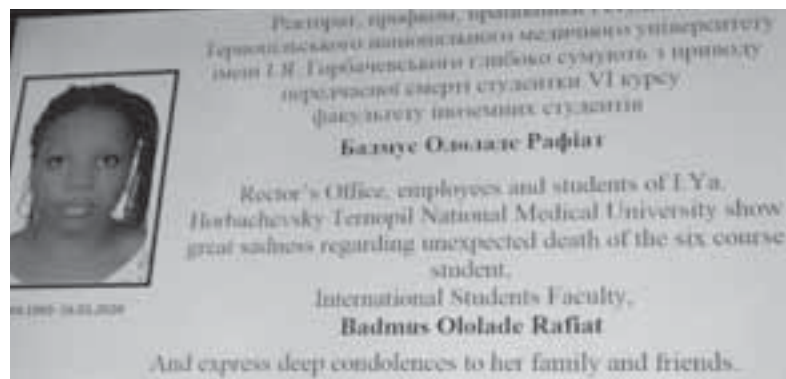 Ректорат, профком, працівники і
Тернопільського національного медичного університету
імені І.Я. Горбачевського глибоко сумують з приводу
передчасної смерті студентки VI курсу
факультету іноземних студентів
Бадмус Ололаде Рафіат
Rector's Office, employees and students of I.Ya.
Horbachevsky Ternopil National Medical University show
great sadness regarding unexpected death of the six course
student,
International Students Faculty,
Badmus Ololade Rafiat
And express deep condolences to her family and friends.